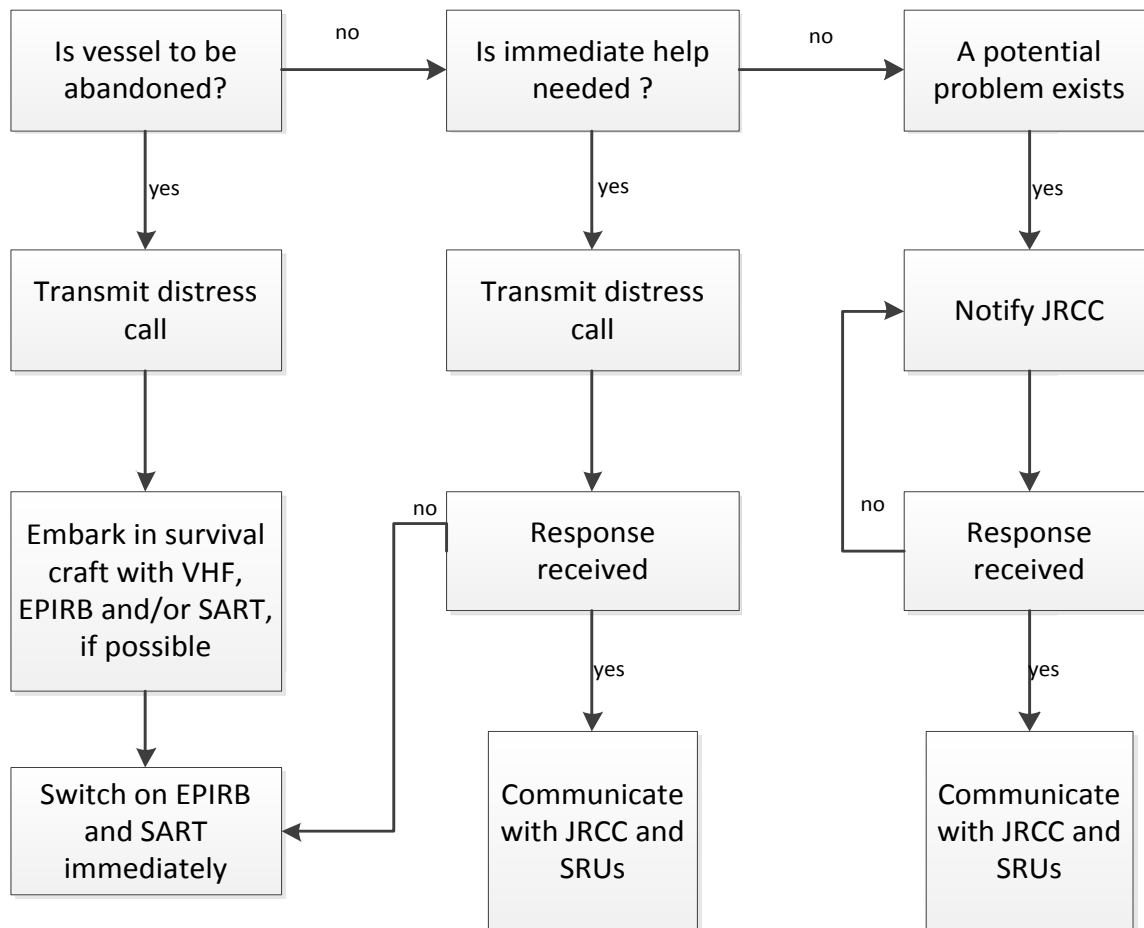 Is vessel to be
abandoned?
no
Is immediate help
needed ?
no
A potential
problem exists
yes
yes
yes
Transmit distress
call
Transmit distress
call
Notify JRCC
Embark in survival
craft with VHF,
EPIRB and/or SART,
if possible
no
Response
received
no
Response
received
yes
yes
Switch on EPIRB
and SART
immediately
Communicate
with JRCC and
SRUs
Communicate
with JRCC and
SRUs